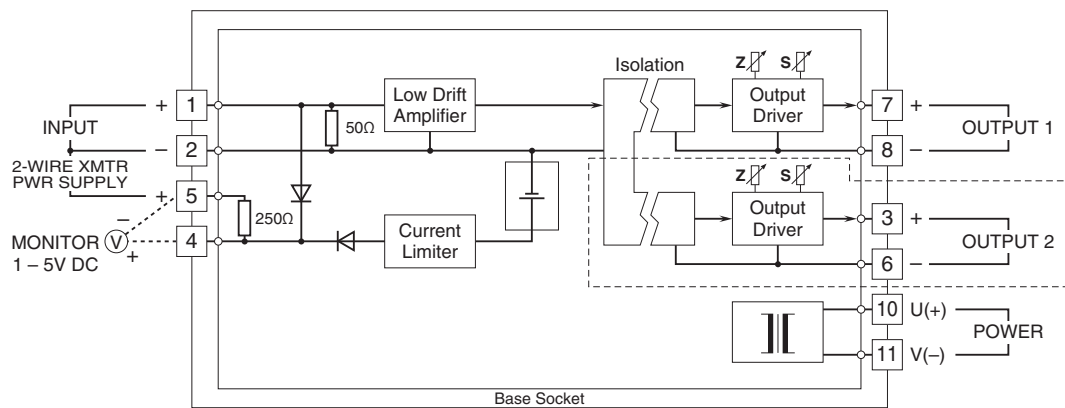 Isolation
Z S
Z S
+ 1
INPUT
– 2
2-WIRE XMTR
PWR SUPPLY
+ 5
–
MONITOR V
+
1 – 5V DC
4
50Ω
250Ω
Low Drift
Amplifier
Current
Limiter
Output
Driver
Output
Driver
7 +
OUTPUT 1
8 –
3 +
OUTPUT 2
6 –
10 U(+)
POWER
11 V(–)
Base Socket